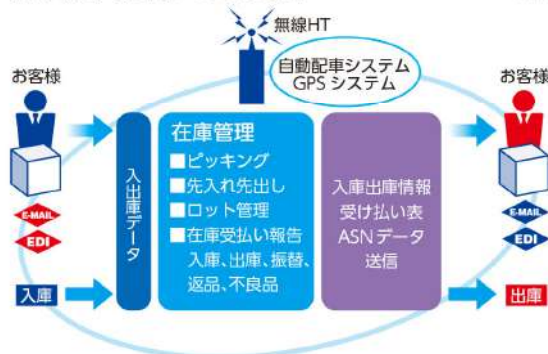 無線HT
自動配車システム
GPSシステム
お客様
E-MAIL
EDI
入庫
入出庫データ
在庫管理
■ピッキング
■先入れ先出し
■ロット管理
■在庫受払い報告
入庫、出庫、振替、
返品、不良品
入庫出庫情報
受け払い表
ASNデータ
送信
お客様
E-MAIL
EDI
出庫